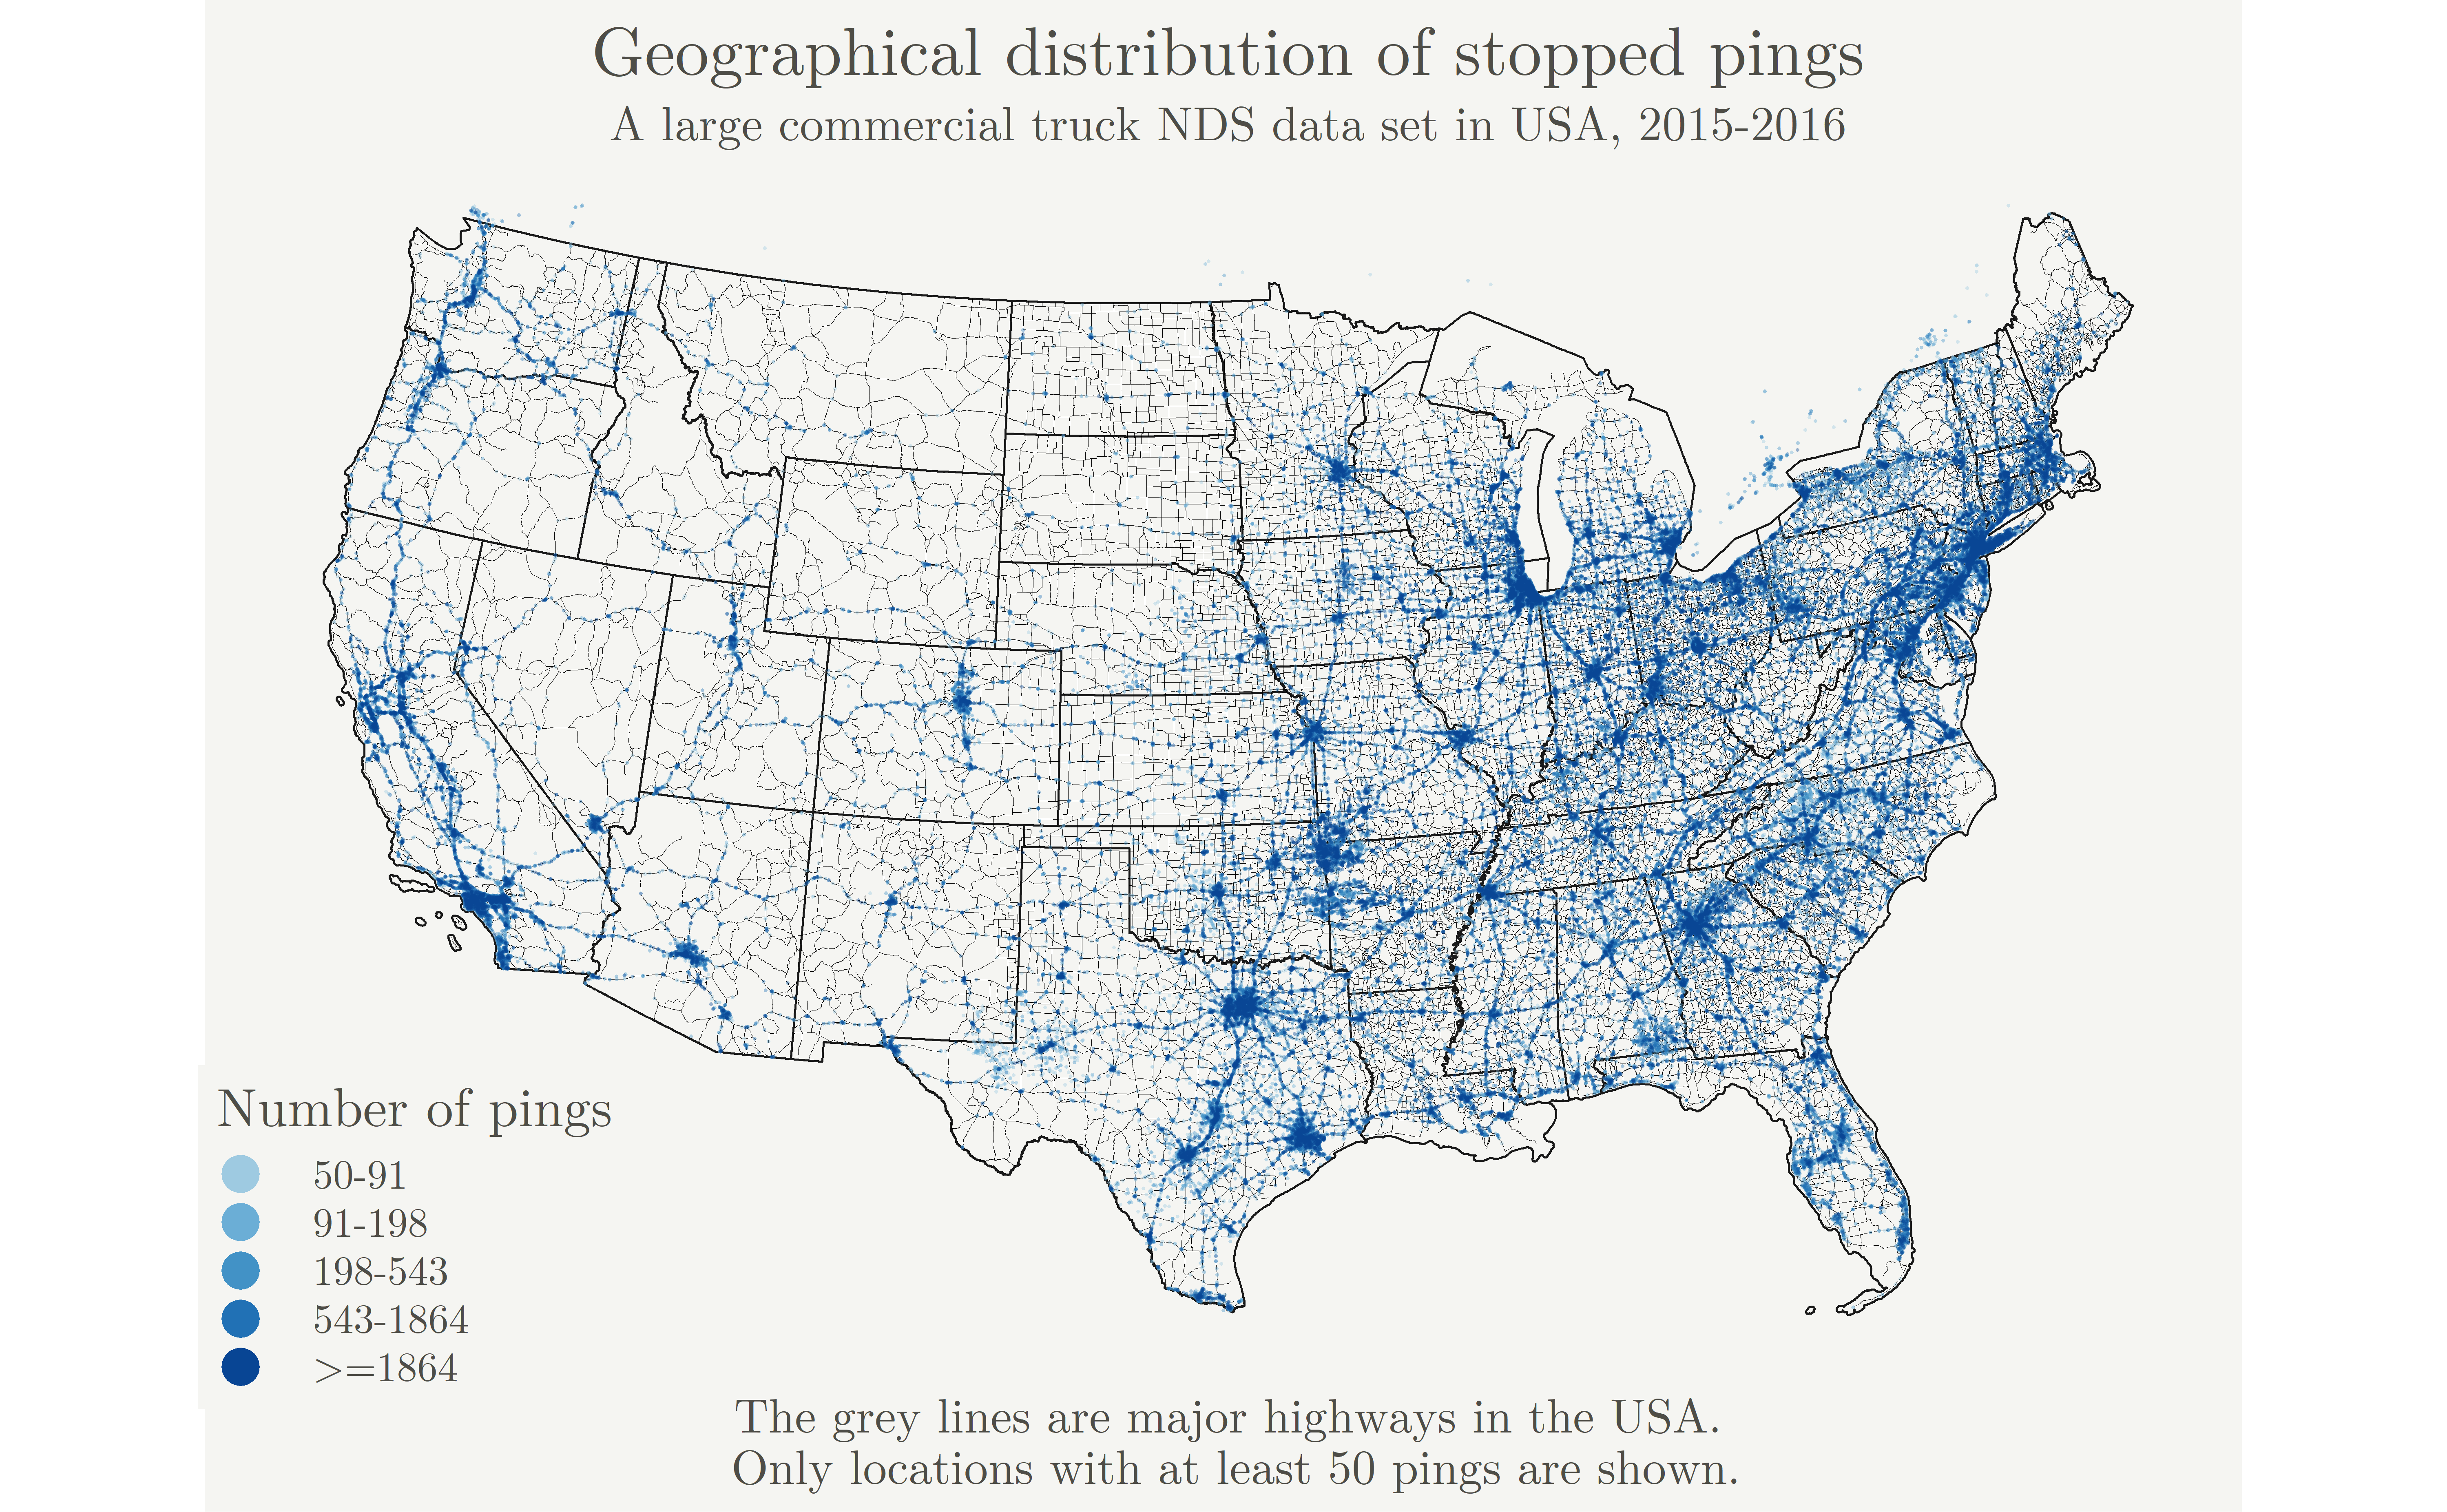 Geographical distribution of stopped pings
A large commercial truck NDS data set in USA, 2015-2016
Number of pings
50-91
91-198
198-543
543-1864
>=1864
The grey lines are major highways in the USA.
Only locations with at least 50 pings are shown.